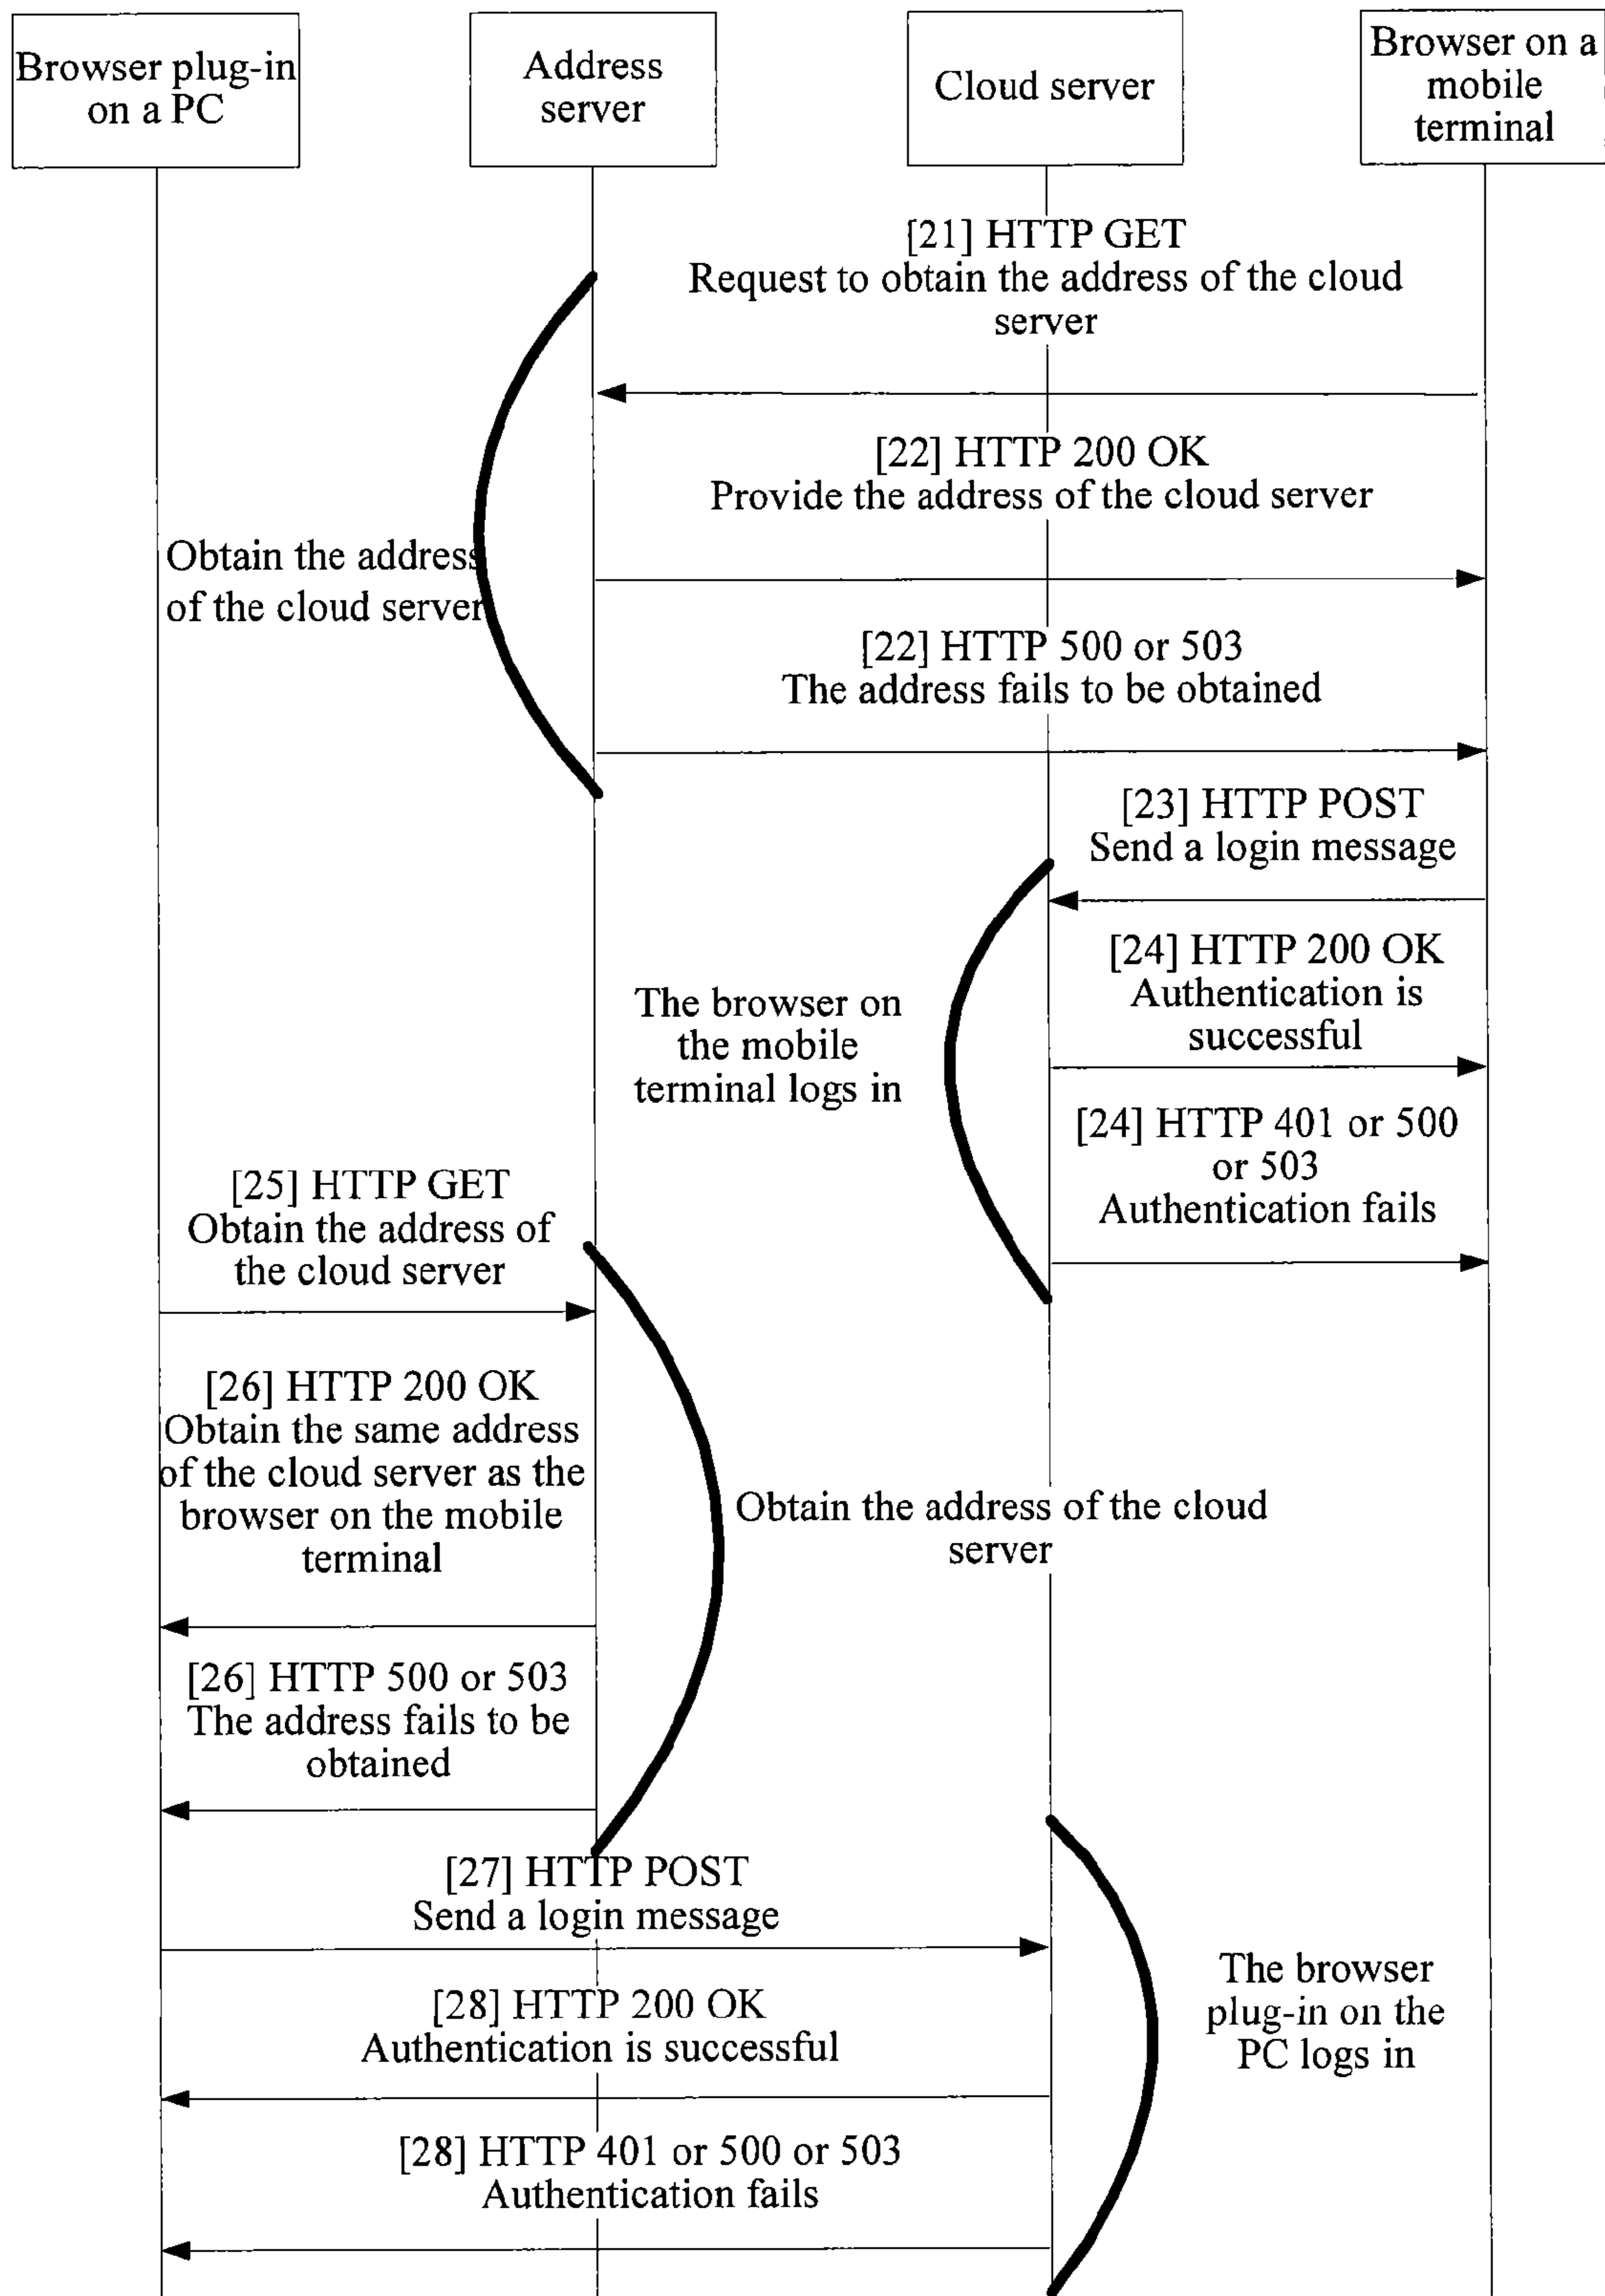 Browser plug-in
on a PC
Address
server
Cloud server
Browser on a
mobile
terminal
[21] HTTP GET
Request to obtain the address of the cloud
server
[22] HTTP 200 OK
Provide the address of the cloud server
Obtain the address
of the cloud server
[22] HTTP 500 or 503
The address fails to be obtained
[23] HTTP POST
Send a login message
[24] HTTP 200 OK
Authentication is
successful
The browser on
the mobile
terminal logs in
[24] HTTP 401 or 500
or 503
Authentication fails
[25] HTTP GET
Obtain the address of
the cloud server
[26] HTTP 200 OK
Obtain the same address
of the cloud server as the
browser on the mobile
terminal
Obtain the address of the cloud
server
[26] HTTP 500 or 503
The address fails to be
obtained
[27] HTTP POST
Send a login message
[28] HTTP 200 OK
Authentication is successful
The browser
plug-in on the
PC logs in
[28] HTTP 401 or 500 or 503
Authentication fails